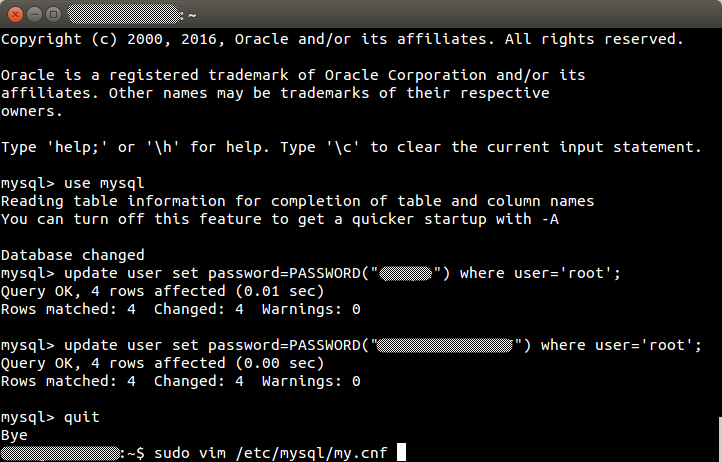 : ~
Copyright (c) 2000, 2016, Oracle and/or its affiliates. All rights reserved.
Oracle is a registered trademark of Oracle Corporation and/or its
affiliates. Other names may be trademarks of their respective
owners.
Type 'help;' or '\h' for help. Type '\c' to clear the current input statement.
mysql> use mysql
Reading table information for completion of table and column names
You can turn off this feature to get a quicker startup with -A
Database changed
mysql> update user set password=PASSWORD("") where user='root';
Query OK, 4 rows affected (0.01 sec)
Rows matched: 4  Changed: 4  Warnings: 0
mysql> update user set password=PASSWORD("") where user='root';
Query OK, 4 rows affected (0.00 sec)
Rows matched: 4  Changed: 4  Warnings: 0
mysql> quit
Bye
:~$ sudo vim /etc/mysql/my.cnf